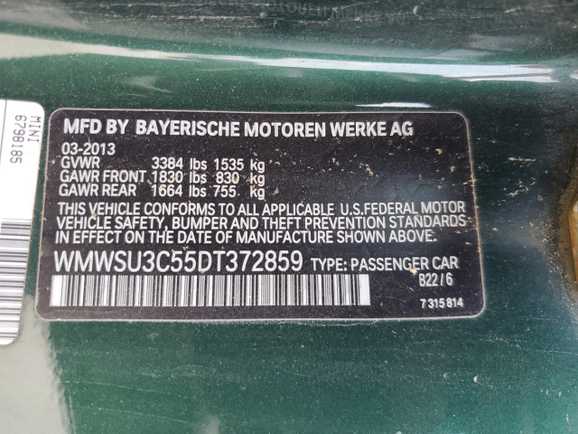 MFD BY BAYERISCHE MOTOREN WERKE AG
03-2013
GVWR 3384 lbs 1535 kg
GAWR FRONT 1830 lbs 830 kg
GAWR REAR 1664 lbs 755 kg
THIS VEHICLE CONFORMS TO ALL APPLICABLE U.S.FEDERAL MOTOR
VEHICLE SAFETY, BUMPER AND THEFT PREVENTION STANDARDS
IN EFFECT ON THE DATE OF MANUFACTURE SHOWN ABOVE.
WMWSU3C55DT372859 TYPE: PASSENGER CAR
B22/6
7 315 814
MINI
6798185